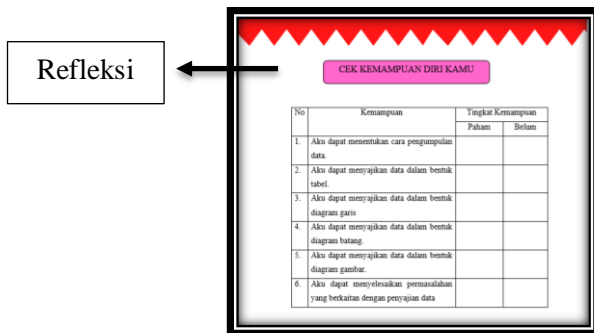 Refleksi
CEK KEMAMPUAN DIRI KAMU
No Kemampuan Tingkat Kemampuan
Paham Belum
1. Aku dapat menentukan cara pengumpulan
data.
2. Aku dapat menyajikan data dalam bentuk
tabel.
3. Aku dapat menyajikan data dalam bentuk
diagram garis
4. Aku dapat menyajikan data dalam bentuk
diagram batang.
5. Aku dapat menyajikan data dalam bentuk
diagram gambar.
6. Aku dapat menyelesaikan permasalahan
yang berkaitan dengan penyajian data